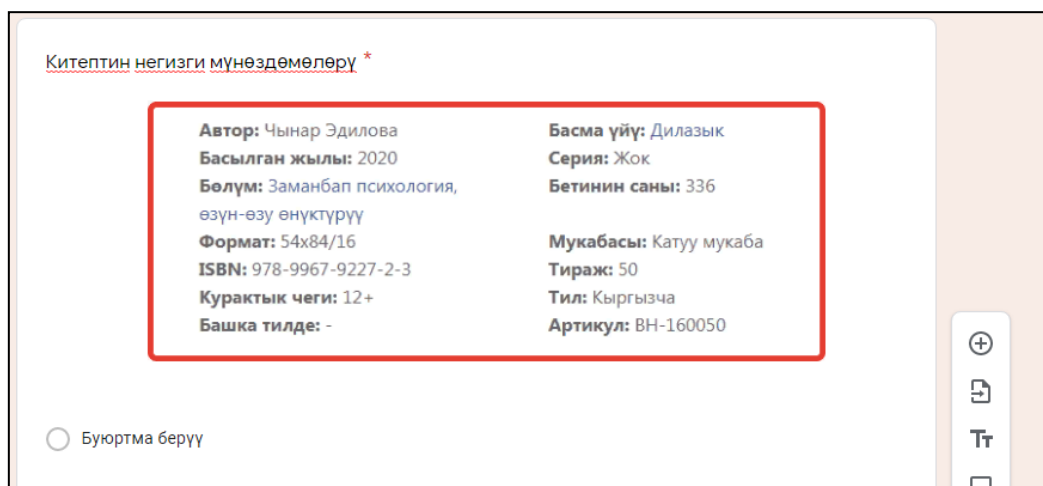 Китептин негизги мүнөздөмөлөрү *
Автор: Чынар Эдилова
Басылган жылы: 2020
Бөлүм: Заманбап психология,
өзүн-өзү өнүктүрүү
Формат: 54x84/16
ISBN: 978-9967-9227-2-3
Курактык чеги: 12+
Башка тилде: -
Басма үйү: Дилазык
Серия: Жок
Бетинин саны: 336
Мукабасы: Катуу мукаба
Тираж: 50
Тил: Кыргызча
Артикул: BH-160050
Буюртма берүү
Тт